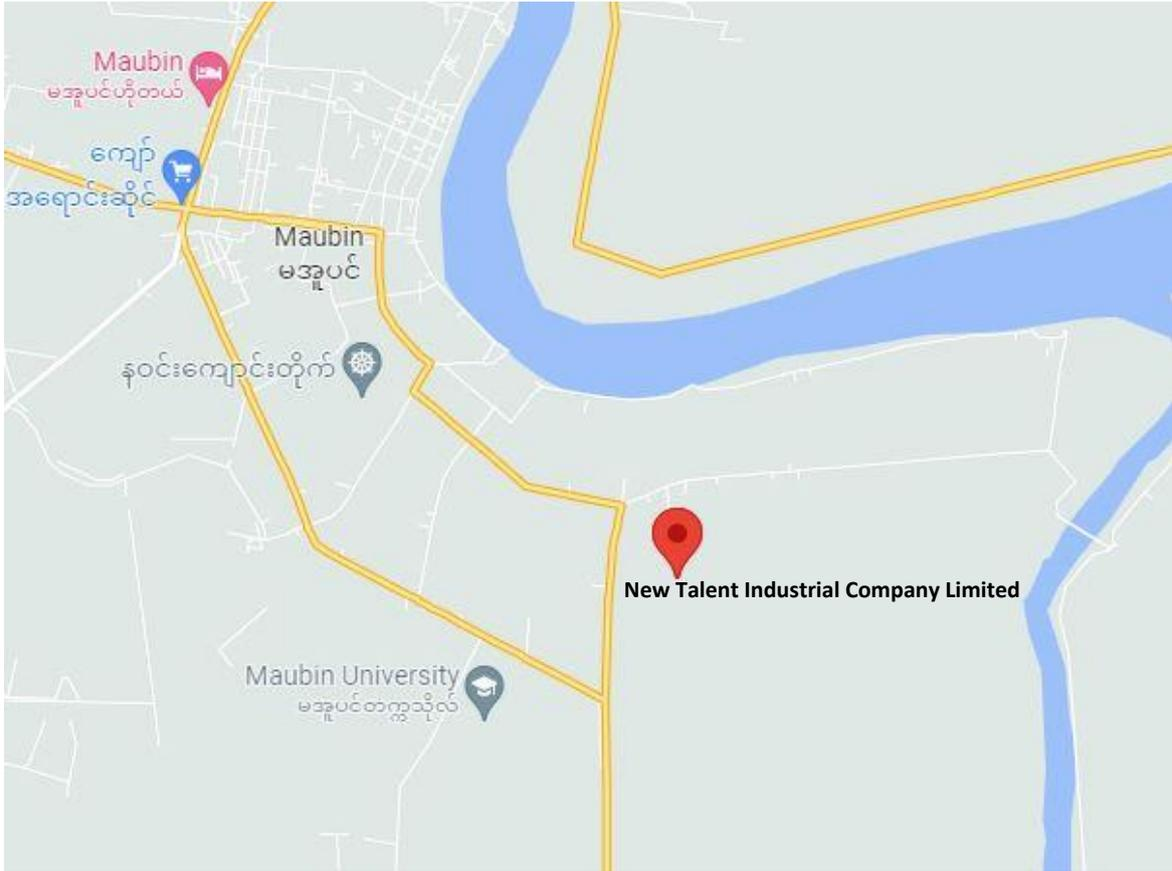 Maubin
မအူပင်ဟိုတယ်
ကျော်
အရောင်းဆိုင်
Maubin
မအူပင်
နဝင်းကျောင်းတိုက်
New Talent Industrial Company Limited
Maubin University
မအူပင်တက္ကသိုလ်